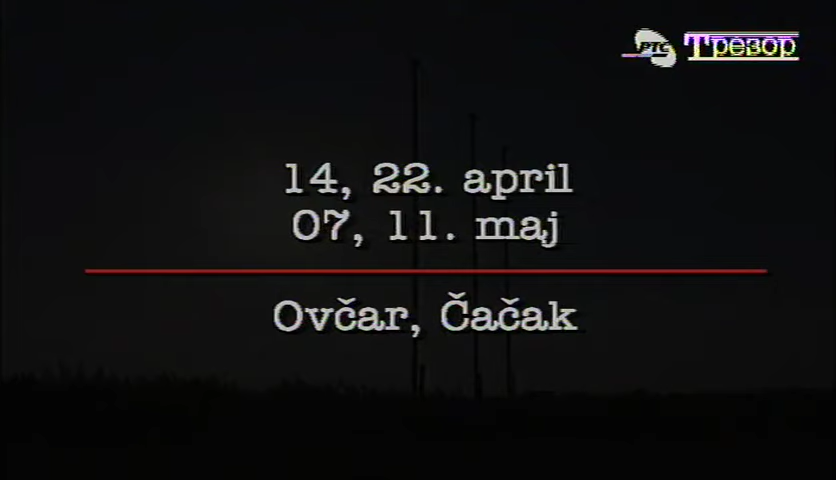 РТС Трезор
14, 22. april
07, 11. maj
Ovčar, Čačak